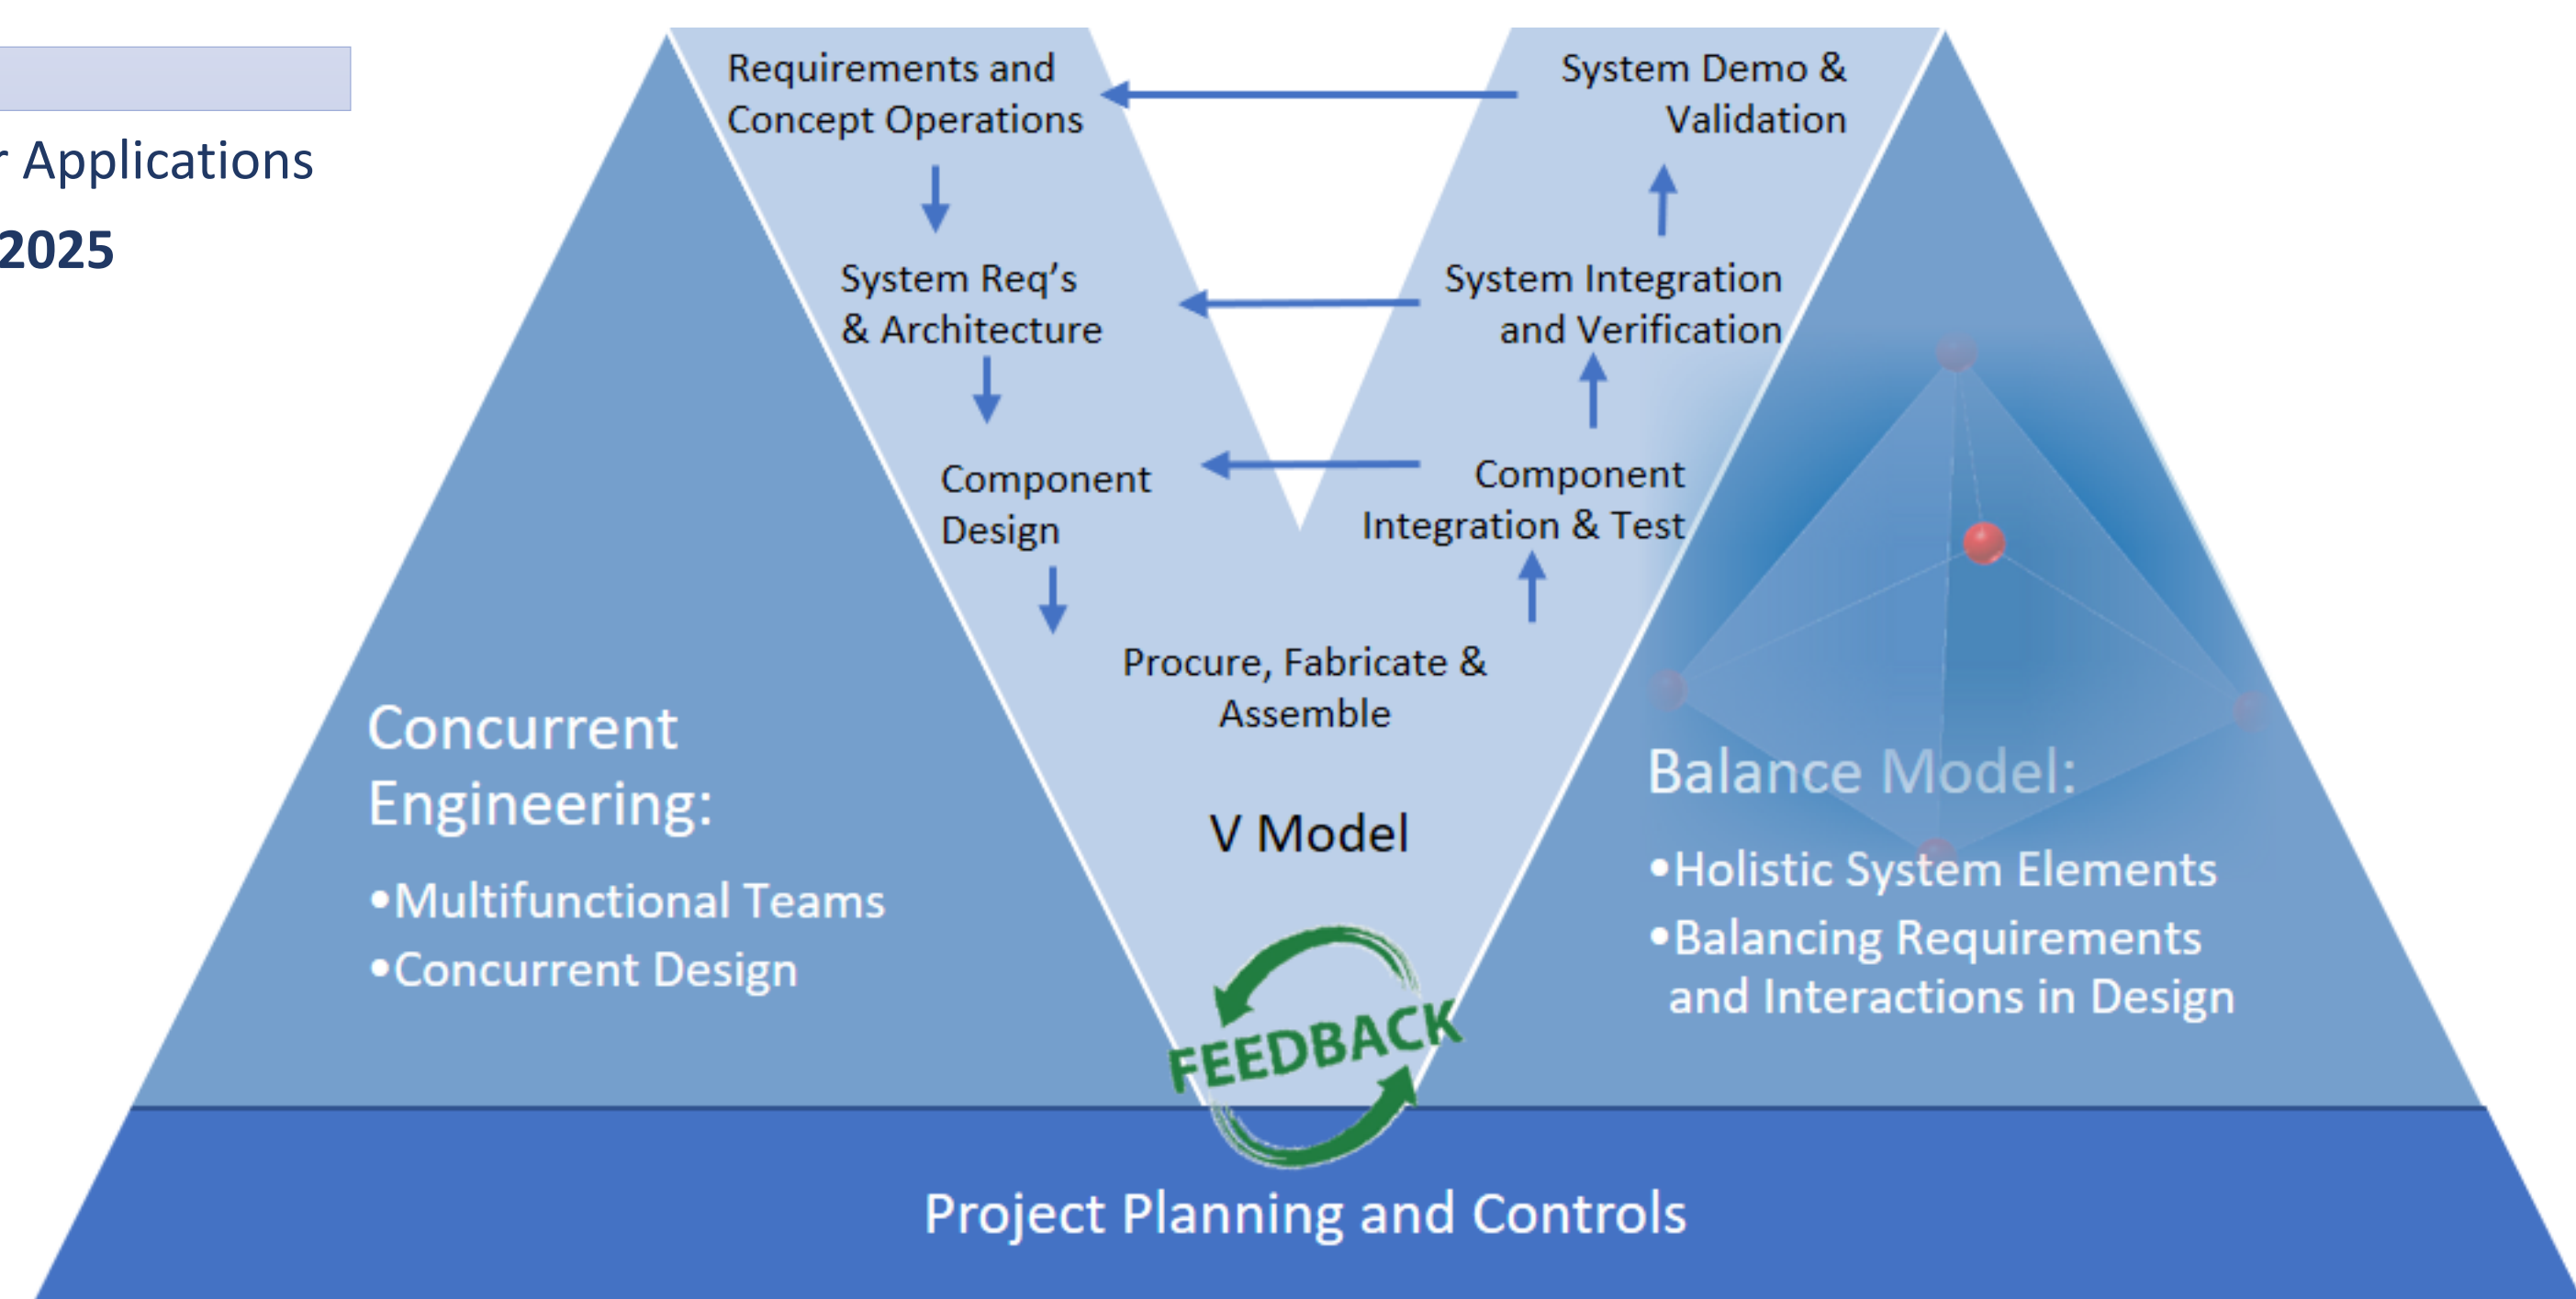 Applications
2025
Requirements and
Concept Operations
System Demo &
Validation
System Req's
& Architecture
System Integration
and Verification
Component
Design
Component
Integration & Test
Procure, Fabricate &
Assemble
V Model
Concurrent
Engineering:
•Multifunctional Teams
•Concurrent Design
Balance Model:
•Holistic System Elements
•Balancing Requirements
and Interactions in Design
FEEDBACK
Project Planning and Controls